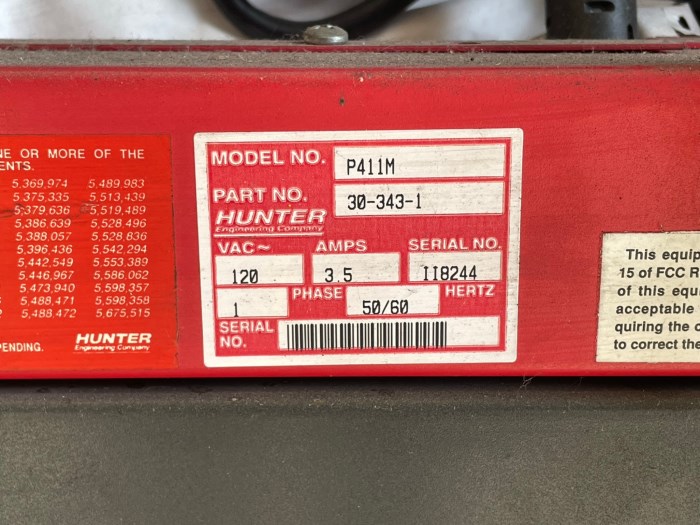 NE OR MORE OF THE
ENTS.
5,369,974 5,489,983
5,375,335 5,513,439
5,379,636 5,519,489
5,386,639 5,528,496
5,388,057 5,528,836
5,396,436 5,542,294
5,442,549 5,553,389
5,446,967 5,586,062
5,473,940 5,598,357
5,488,471 5,598,358
5,488,472 5,675,515
PENDING.
HUNTER
Engineering Company
MODEL NO. P411M
PART NO. 30-343-1
HUNTER
Engineering Company
VAC~ AMPS SERIAL NO.
120 3.5 II8244
1 PHASE 50/60 HERTZ
SERIAL
NO.
This equip
15 of FCC R
of this equ
acceptable
quiring the c
to correct the